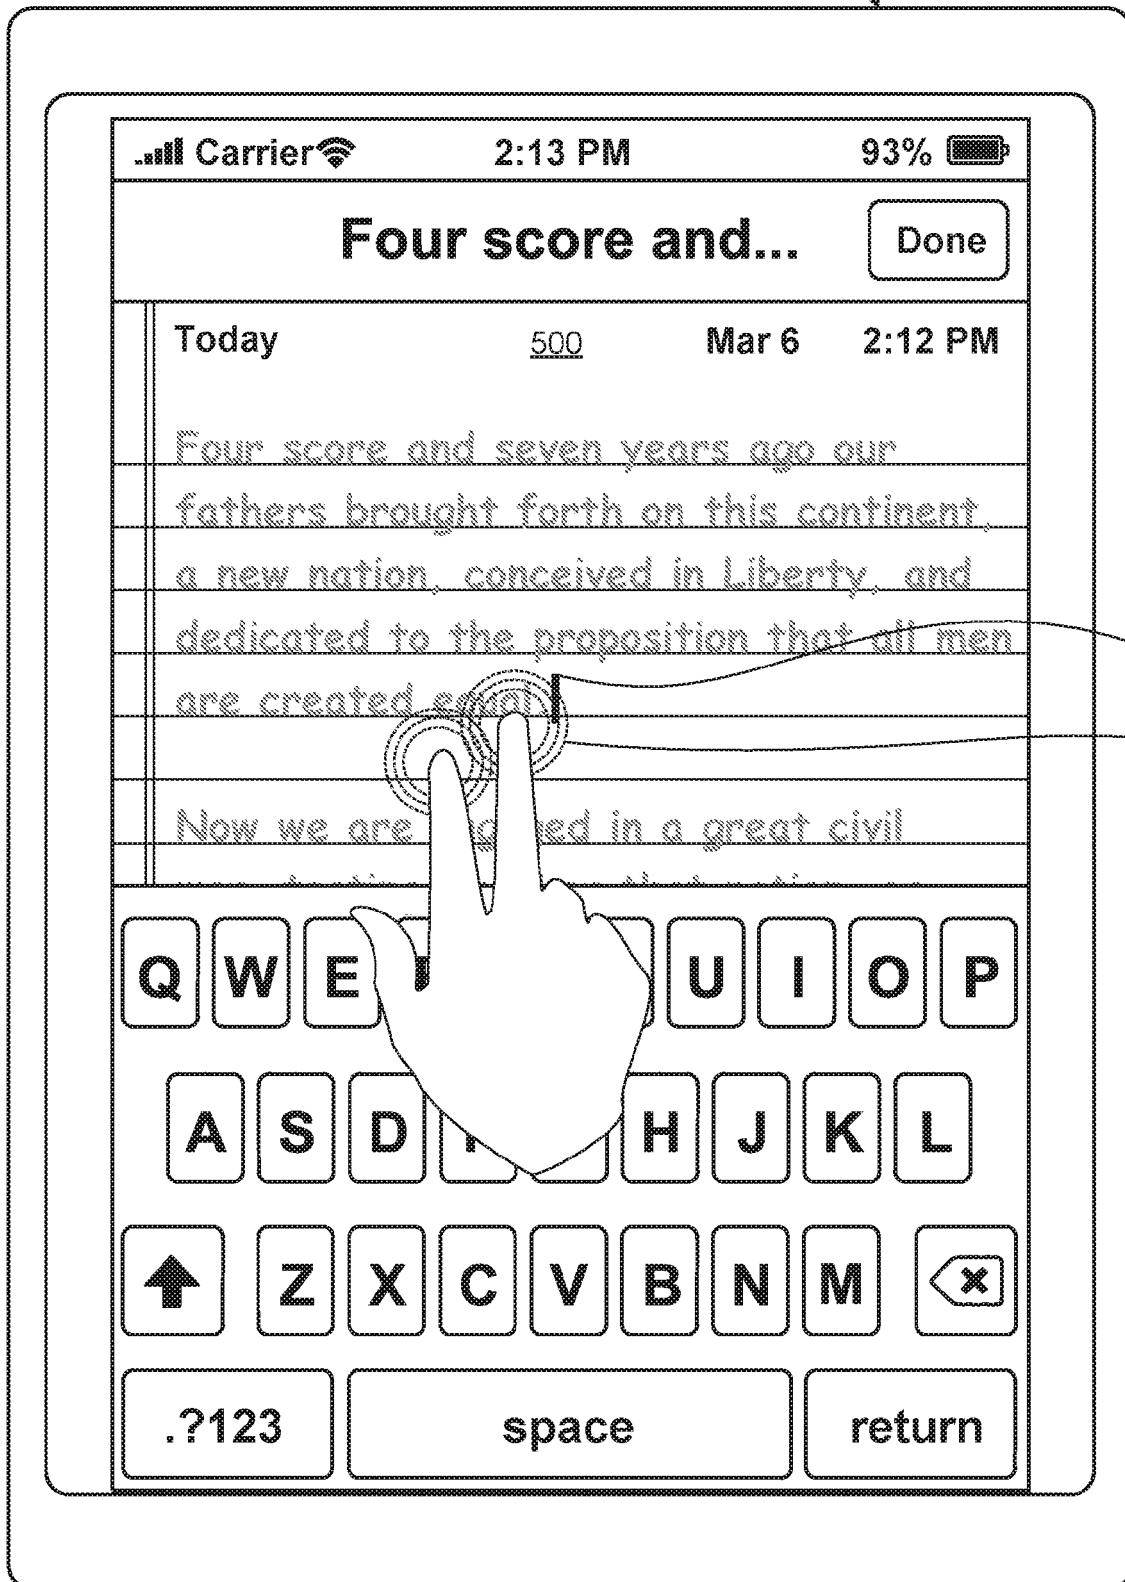 Carrier 2:13 PM 93%
Four score and... Done
Today 500 Mar 6 2:12 PM
Four score and seven years ago our
fathers brought forth on this continent,
a new nation, conceived in Liberty, and
dedicated to the proposition that all men
are created equal.
Now we are in a great civil
Q W E U I O P
A S D H J K L
Z X C V B N M
.?123 space return